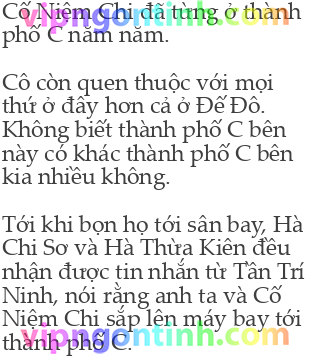 Cố Niệm Chi đã từng ở thành
phố C năm năm.
Cô còn quen thuộc với mọi
thứ ở đây hơn cả ở Đế Đô.
Không biết thành phố C bên
này có khác thành phố C bên
kia nhiều không.
Tới khi bọn họ tới sân bay, Hà
Chi Sơ và Hà Thừa Kiên đều
nhận được tin nhắn từ Tần Trí
Ninh, nói rằng anh ta và Cố
Niệm Chi sắp lên máy bay tới
thành phố C.
vipngontinh.com
vipngontinh.com